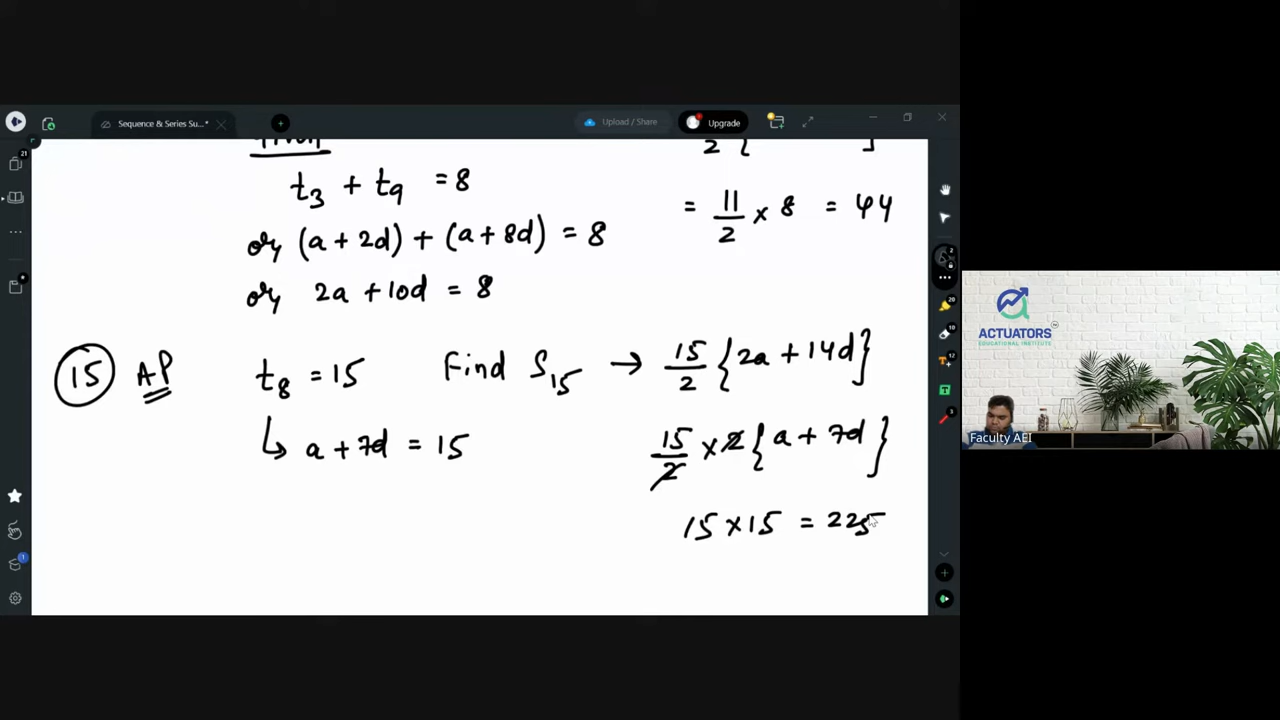 Sequence & Series Su...*
Upload / Share
Upgrade
Given
t3 + t9 = 8
or (a + 2d) + (a + 8d) = 8
or 2a + 10d = 8
2 {
= 11/2 × 8 = 44
15 AP t8 = 15 Find S15 → 15/2 {2a + 14d}
↳ a + 7d = 15
15/2 × 2 {a + 7d}
15 × 15 = 225
ACTUATORS
EDUCATIONAL INSTITUTE
Faculty AEI